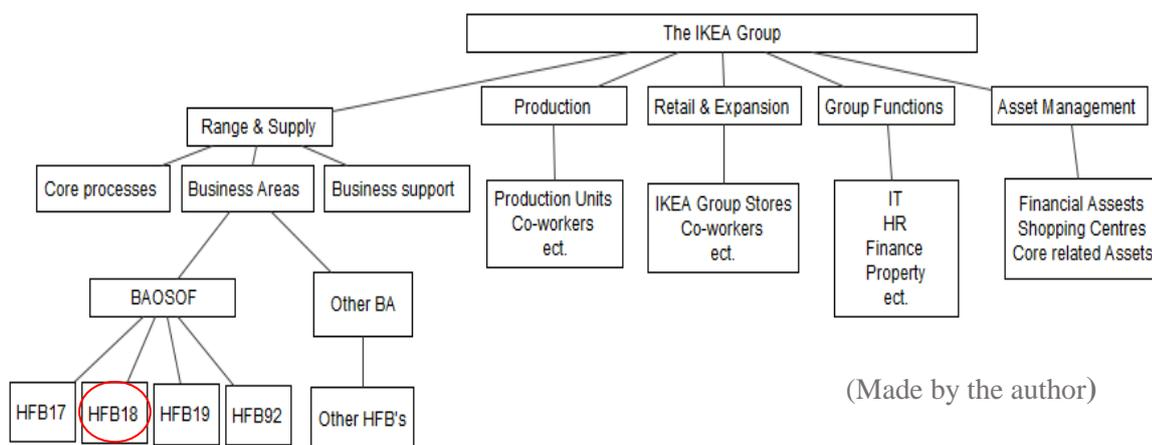 The IKEA Group
Production
Retail & Expansion
Group Functions
Asset Management
Range & Supply
Core processes
Business Areas
Business support
Production Units
Co-workers
ect.
IKEA Group Stores
Co-workers
ect.
IT
HR
Finance
Property
ect.
Financial Assests
Shopping Centres
Core related Assets
BAOSOF
Other BA
HFB17
HFB18
HFB19
HFB92
Other HFB's
(Made by the author)